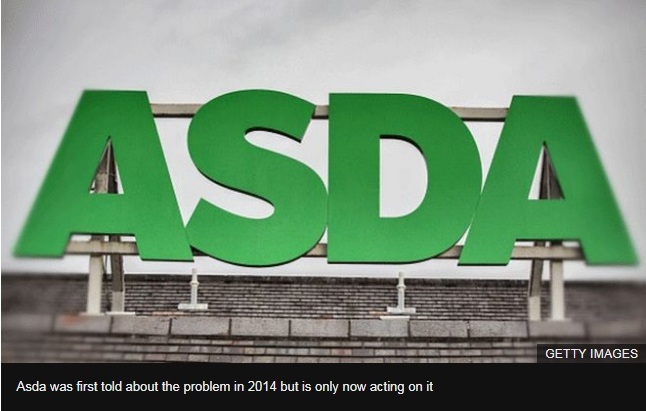 ASDA
GETTY IMAGES
Asda was first told about the problem in 2014 but is only now acting on it